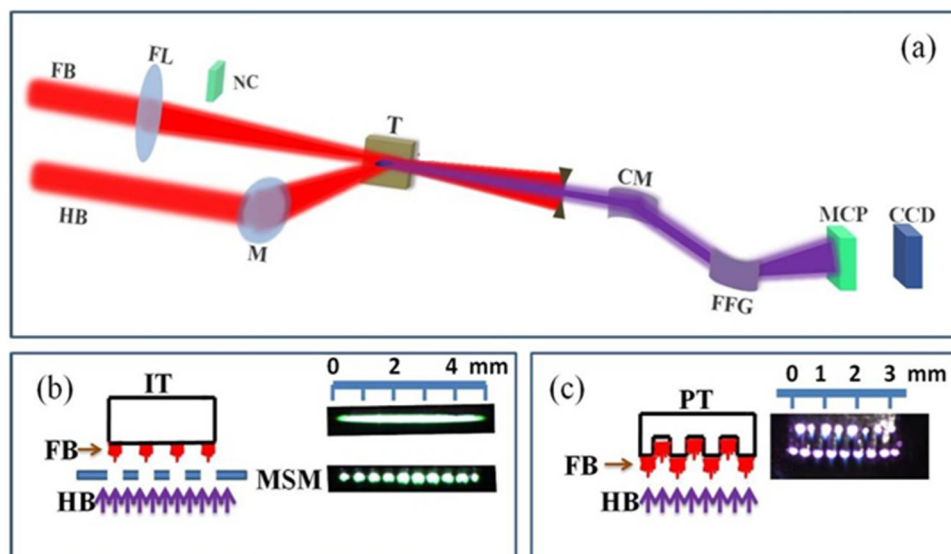 (a)
FB
FL
NC
T
HB
M
CM
MCP CCD
FFG
(b)
IT
FB
MSM
HB
0 2 4 mm
(c)
PT
FB
HB
0 1 2 3 mm